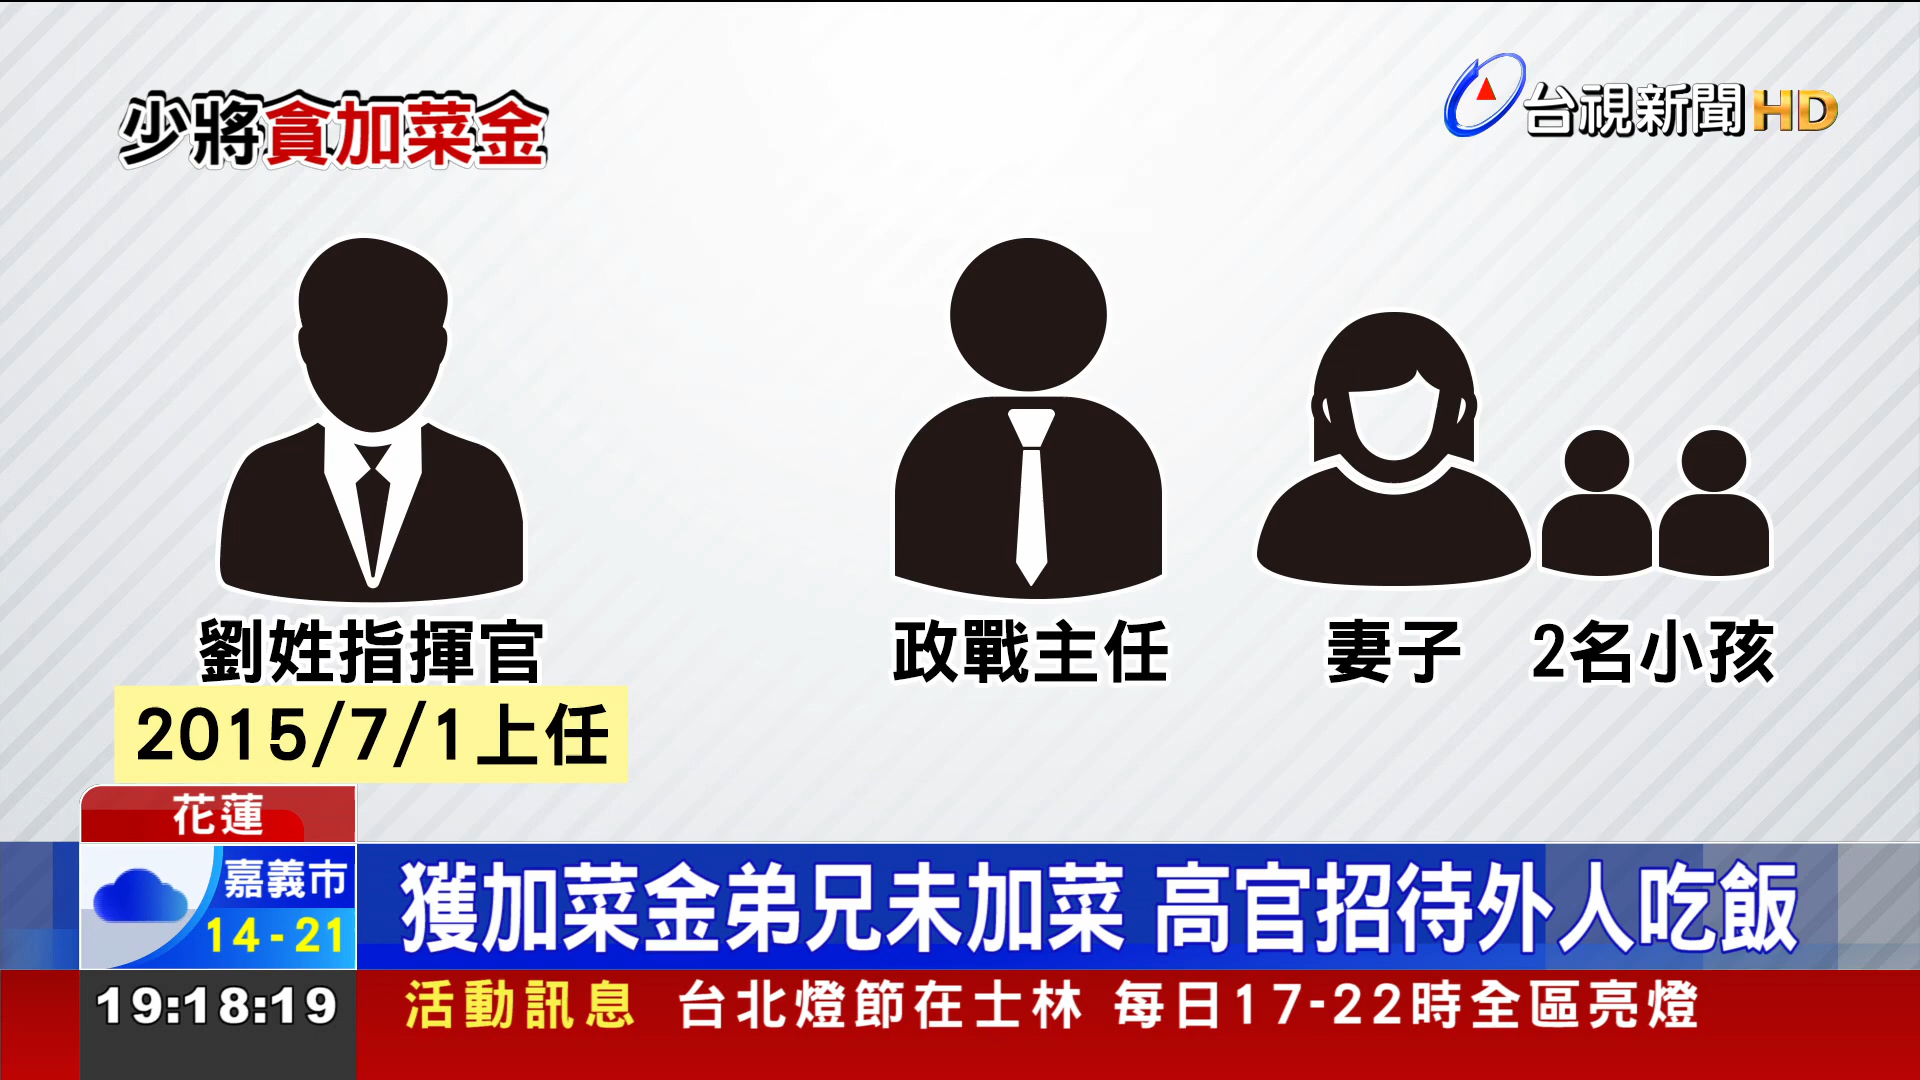 少將貪加菜金
台視新聞HD
劉姓指揮官
政戰主任
妻子
2名小孩
2015/7/1上任
花蓮
嘉義市
14-21
獲加菜金弟兄未加菜 高官招待外人吃飯
19:18:19
活動訊息 台北燈節在士林 每日17-22時全區亮燈